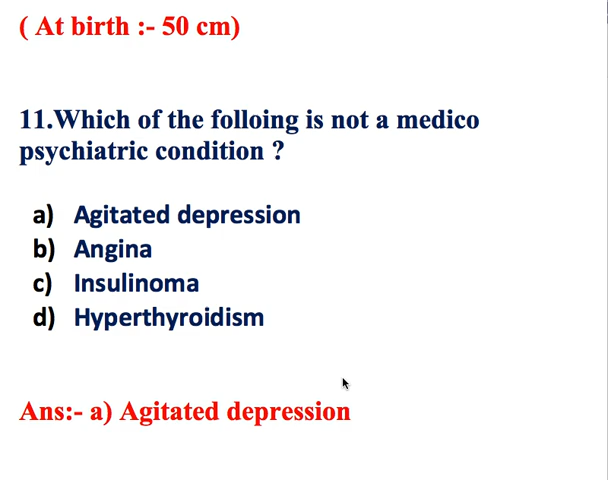 ( At birth :- 50 cm)
11.Which of the folloing is not a medico
psychiatric condition ?
a) Agitated depression
b) Angina
c) Insulinoma
d) Hyperthyroidism
Ans:- a) Agitated depression